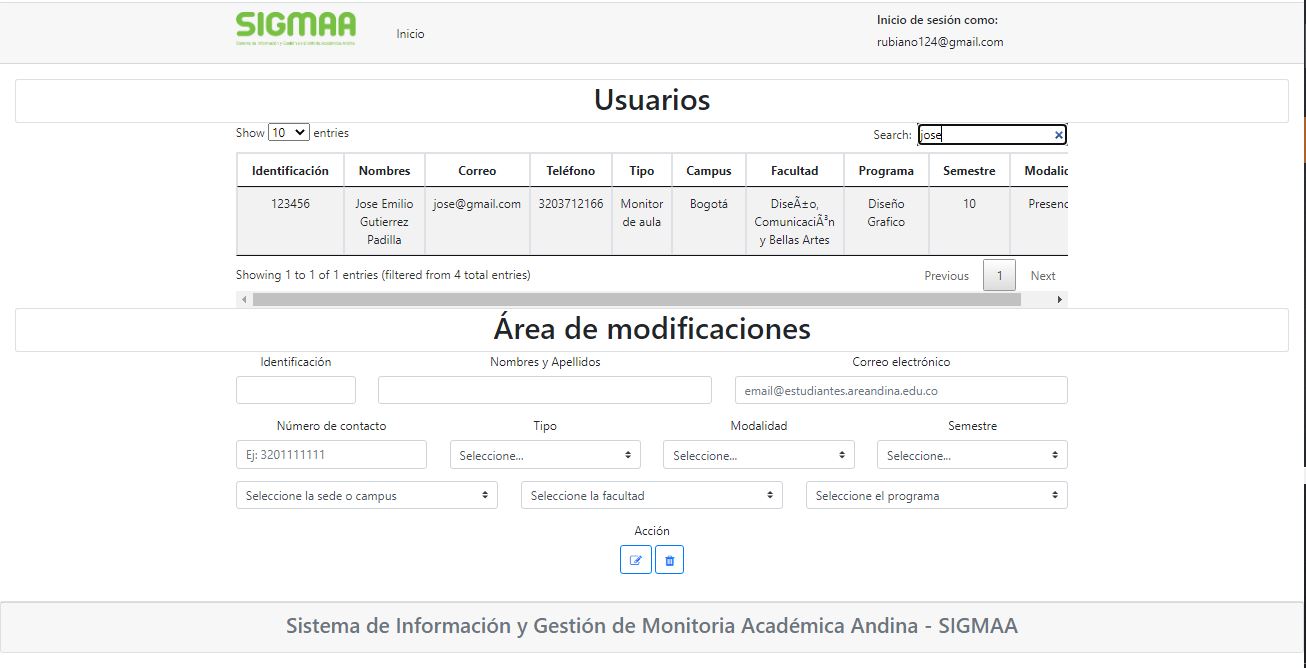 SIGMAA
Sistema de Información y Gestión de Monitoria Académica Andina
Inicio
Inicio de sesión como:
rubiano124@gmail.com
Usuarios
Show 10 entries
Search: jose
Identificación Nombres Correo Teléfono Tipo Campus Facultad Programa Semestre Modalid
123456 Jose Emilio jose@gmail.com 3203712166 Monitor Bogotá DiseÃ±o, Diseño 10 Presenc
Gutierrez de aula ComunicaciÃ³n Grafico
Padilla y Bellas Artes
Showing 1 to 1 of 1 entries (filtered from 4 total entries)
Previous 1 Next
Área de modificaciones
Identificación Nombres y Apellidos Correo electrónico
email@estudiantes.areandina.edu.co
Número de contacto Tipo Modalidad Semestre
Ej: 3201111111 Seleccione... Seleccione... Seleccione...
Seleccione la sede o campus Seleccione la facultad Seleccione el programa
Acción
Sistema de Información y Gestión de Monitoria Académica Andina - SIGMAA